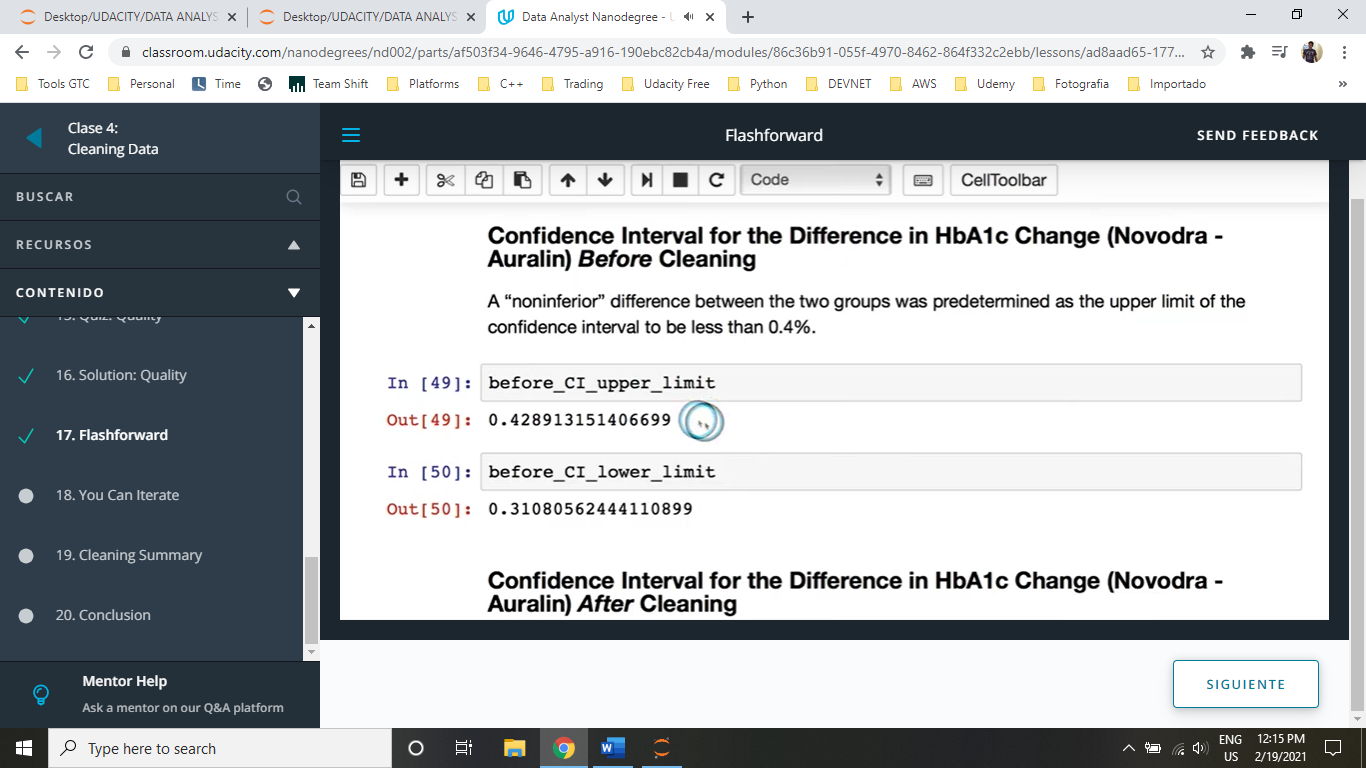 Desktop/UDACITY/DATA ANALYS
Desktop/UDACITY/DATA ANALYS
Data Analyst Nanodegree - U
classroom.udacity.com/nanodegrees/nd002/parts/af503f34-9646-4795-a916-190ebc82cb4a/modules/86c36b91-055f-4970-8462-864f332c2ebb/lessons/ad8aad65-177...
Tools GTC
Personal
Time
Team Shift
Platforms
C++
Trading
Udacity Free
Python
DEVNET
AWS
Udemy
Fotografia
Importado
»
Clase 4:
Cleaning Data
BUSCAR
RECURSOS
CONTENIDO
15. Quiz: Quality
16. Solution: Quality
17. Flashforward
18. You Can Iterate
19. Cleaning Summary
20. Conclusion
Mentor Help
Ask a mentor on our Q&A platform
Flashforward
SEND FEEDBACK
Code
CellToolbar
Confidence Interval for the Difference in HbA1c Change (Novodra -
Auralin) Before Cleaning
A “noninferior” difference between the two groups was predetermined as the upper limit of the
confidence interval to be less than 0.4%.
In [49]: before_CI_upper_limit
Out[49]: 0.428913151406699
In [50]: before_CI_lower_limit
Out[50]: 0.31080562444110899
Confidence Interval for the Difference in HbA1c Change (Novodra -
Auralin) After Cleaning
SIGUIENTE
Type here to search
ENG
US
12:15 PM
2/19/2021